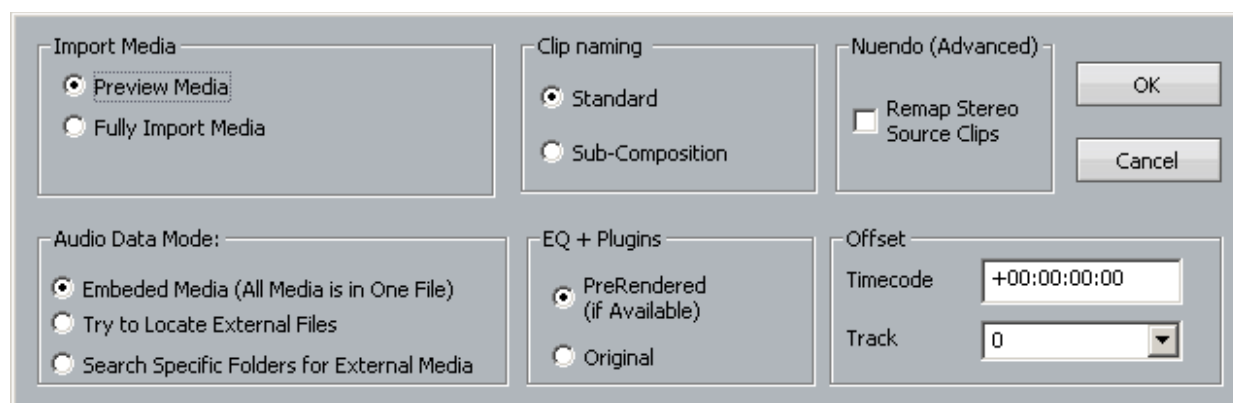 Import Media
Preview Media
Fully Import Media
Clip naming
Standard
Sub-Composition
Nuendo (Advanced)
Remap Stereo
Source Clips
OK
Cancel
Audio Data Mode:
Embeded Media (All Media is in One File)
Try to Locate External Files
Search Specific Folders for External Media
EQ + Plugins
PreRendered
(if Available)
Original
Offset
Timecode
+00:00:00:00
Track
0